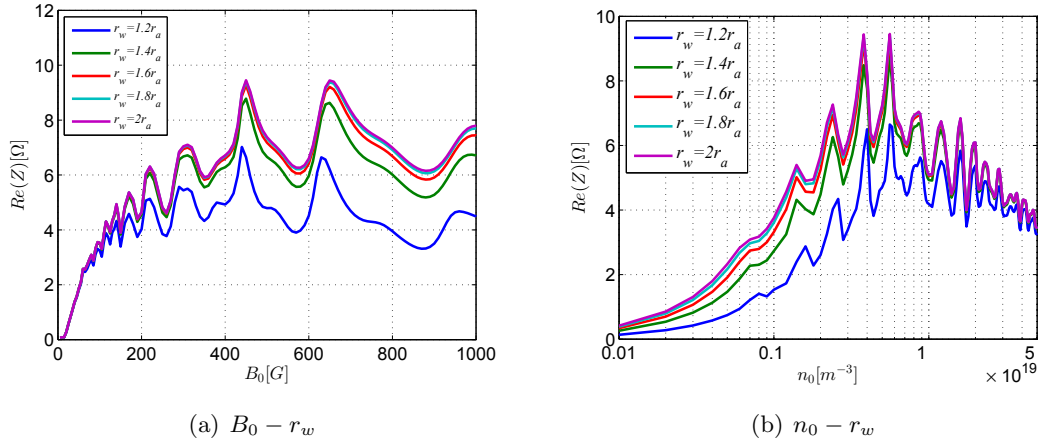 12
10
8
6
4
2
0
Re(Z)[Ω]
r_w=1.2r_a
r_w=1.4r_a
r_w=1.6r_a
r_w=1.8r_a
r_w=2r_a
0 200 400 600 800 1000
B_0[G]
(a) B_0 − r_w
10
8
6
4
2
0
Re(Z)[Ω]
r_w=1.2r_a
r_w=1.4r_a
r_w=1.6r_a
r_w=1.8r_a
r_w=2r_a
0.01 0.1 1 5
n_0[m^{-3}]
× 10^{19}
(b) n_0 − r_w